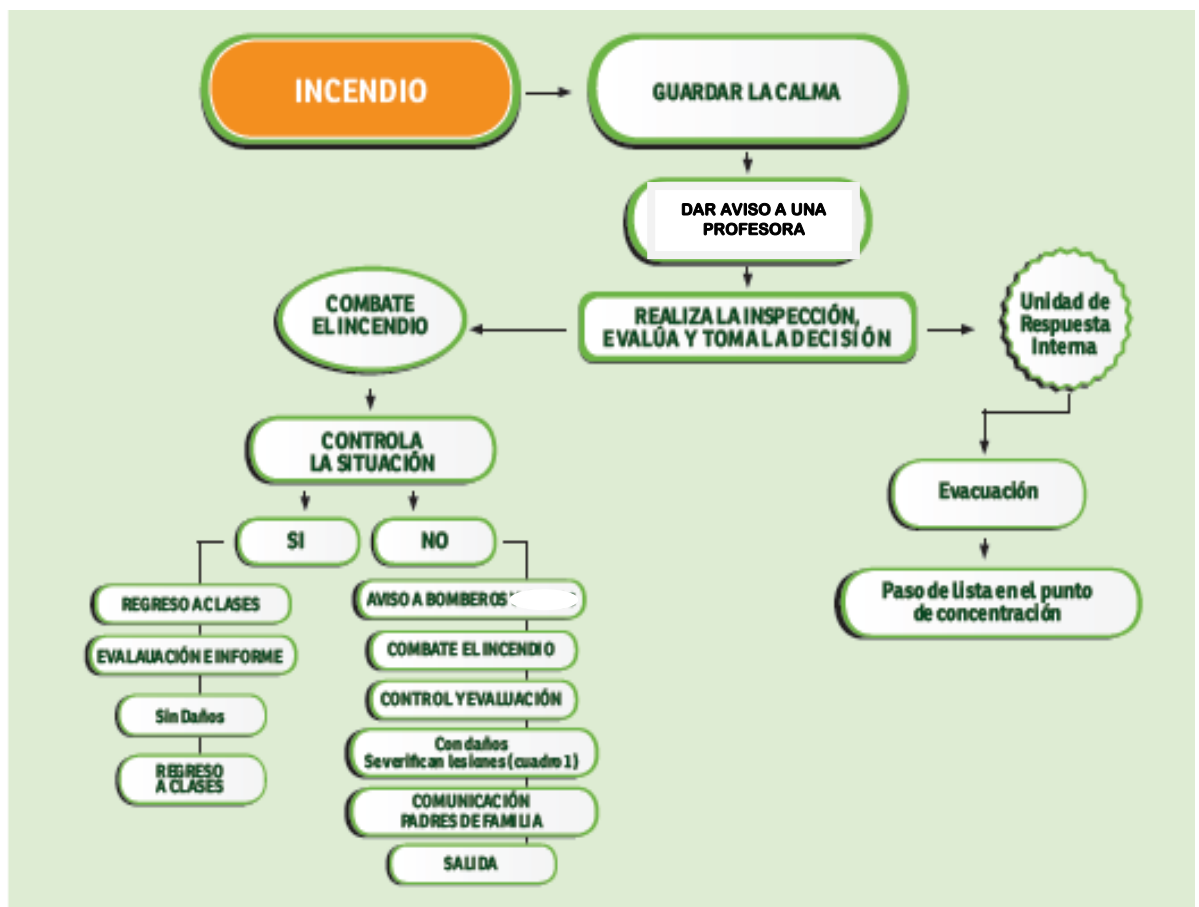 INCENDIO
GUARDAR LA CALMA
DAR AVISO A UNA
PROFESORA
COMBATE
EL INCENDIO
REALIZA LA INSPECCIÓN,
EVALÚA Y TOMA LA DECISIÓN
Unidad de
Respuesta
Interna
CONTROLA
LA SITUACIÓN
Evacuación
SI
NO
Paso de lista en el punto
de concentración
REGRESO A CLASES
EVALAUACIÓN E INFORME
Sin Daños
REGRESO
A CLASES
AVISO A BOMBEROS
COMBATE EL INCENDIO
CONTROL Y EVALUACIÓN
Con daños
Se verifican lesiones (cuadro 1)
COMUNICACIÓN
PADRES DE FAMILIA
SALIDA